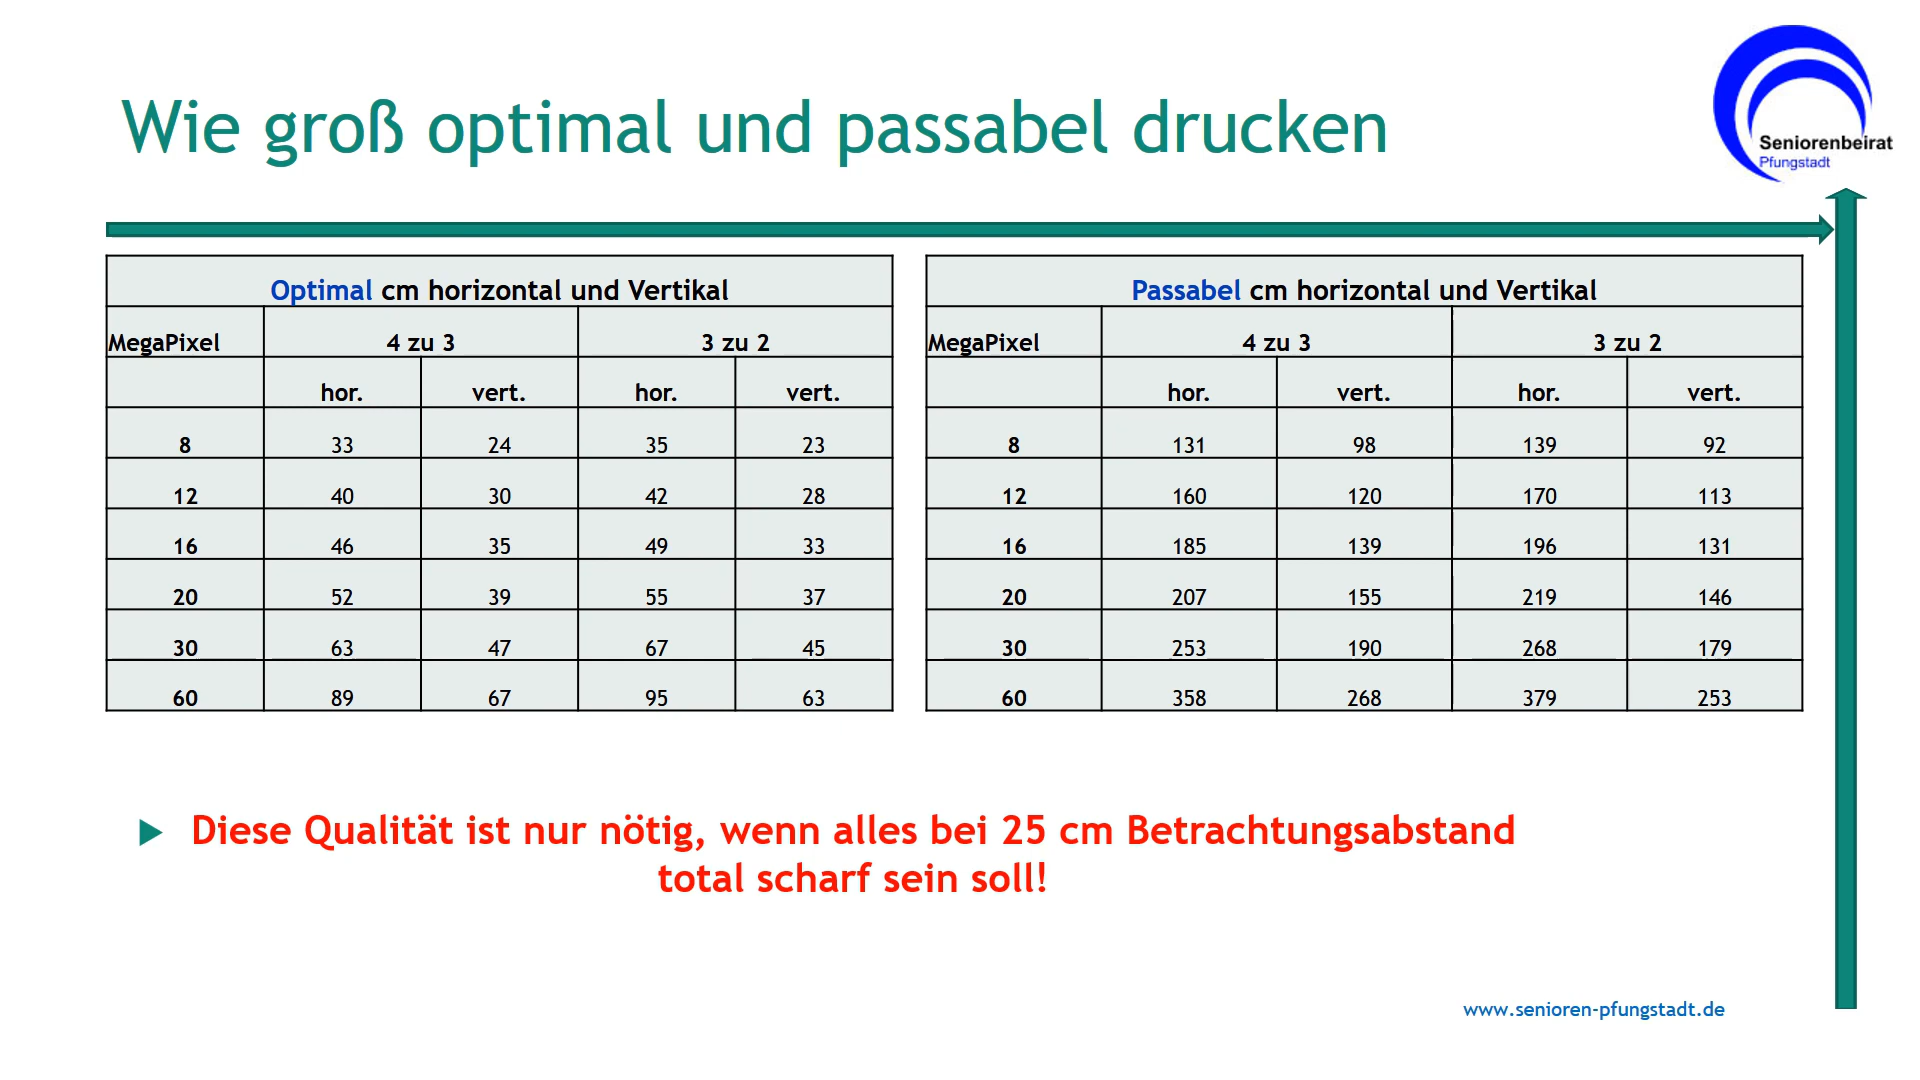 Wie groß optimal und passabel drucken
Seniorenbeirat
Pfungstadt
Optimal cm horizontal und Vertikal
MegaPixel 4 zu 3 3 zu 2
hor. vert. hor. vert.
8 33 24 35 23
12 40 30 42 28
16 46 35 49 33
20 52 39 55 37
30 63 47 67 45
60 89 67 95 63
Passabel cm horizontal und Vertikal
MegaPixel 4 zu 3 3 zu 2
hor. vert. hor. vert.
8 131 98 139 92
12 160 120 170 113
16 185 139 196 131
20 207 155 219 146
30 253 190 268 179
60 358 268 379 253
Diese Qualität ist nur nötig, wenn alles bei 25 cm Betrachtungsabstand
total scharf sein soll!
www.senioren-pfungstadt.de